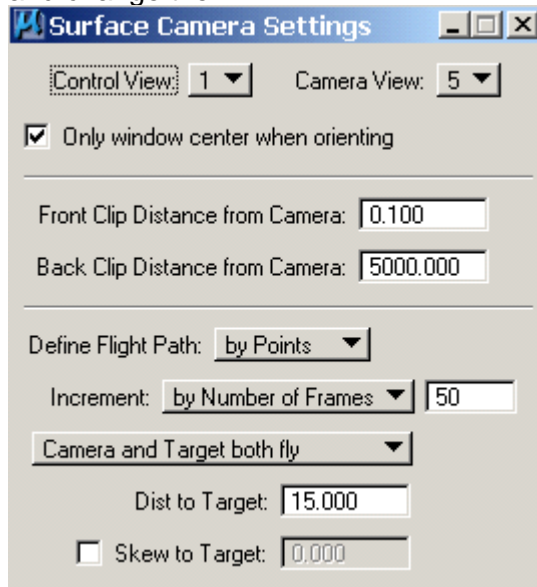 Surface Camera Settings
Control View: 1 Camera View: 5
Only window center when orienting
Front Clip Distance from Camera: 0.100
Back Clip Distance from Camera: 5000.000
Define Flight Path: by Points
Increment: by Number of Frames 50
Camera and Target both fly
Dist to Target: 15.000
Skew to Target: 0.000